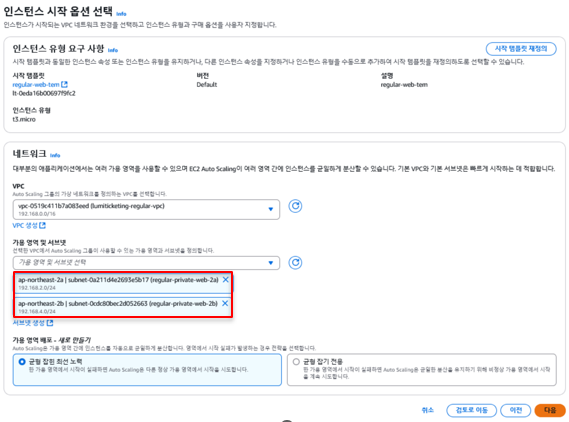 인스턴스 시작 옵션 선택 Info
인스턴스가 시작되는 VPC 네트워크 환경을 선택하고 인스턴스 유형과 구매 옵션을 사용자 지정합니다.
인스턴스 유형 요구 사항 Info
시작 템플릿 재정의
시작 템플릿과 동일한 인스턴스 속성 또는 인스턴스 유형을 유지하거나, 다른 인스턴스 속성을 지정하거나 인스턴스 유형을 수동으로 추가하여 시작 템플릿을 재정의하도록 선택할 수 있습니다.
시작 템플릿
버전
설명
regular-web-tem
Default
regular-web-tem
lt-0eda16b00697f9fc2
인스턴스 유형
t3.micro
네트워크 Info
대부분의 애플리케이션에서는 여러 가용 영역을 사용할 수 있으며 EC2 Auto Scaling이 여러 영역 간에 인스턴스를 균일하게 분산할 수 있습니다. 기본 VPC와 기본 서브넷은 빠르게 시작하는 데 적합합니다.
VPC
Auto Scaling 그룹의 가상 네트워크를 정의하는 VPC를 선택합니다.
vpc-0519c411b7a083eed (lumiticketing-regular-vpc)
192.168.0.0/16
VPC 생성
가용 영역 및 서브넷
선택한 VPC에서 Auto Scaling 그룹이 사용할 수 있는 가용 영역과 서브넷을 정의합니다.
가용 영역 및 서브넷 선택
ap-northeast-2a | subnet-0a211d4e2693e5b17 (regular-private-web-2a)
192.168.2.0/24
ap-northeast-2b | subnet-0cdc80bec2d052663 (regular-private-web-2b)
192.168.4.0/24
서브넷 생성
가용 영역 배포 - 새로 만들기
Auto Scaling은 가용 영역 간에 인스턴스를 자동으로 균일하게 분산합니다. 영역에서 시작 실패가 발생하는 경우 전략을 선택합니다.
균형 잡힌 최선 노력
한 가용 영역에서 시작이 실패하면 Auto Scaling은 다른 정상 가용 영역에서 시작을 시도합니다.
균형 잡기 전용
한 가용 영역에서 시작이 실패하면 Auto Scaling은 균일한 분산을 유지하기 위해 비정상 가용 영역에서 시작을 계속 시도합니다.
취소
검토로 이동
이전
다음